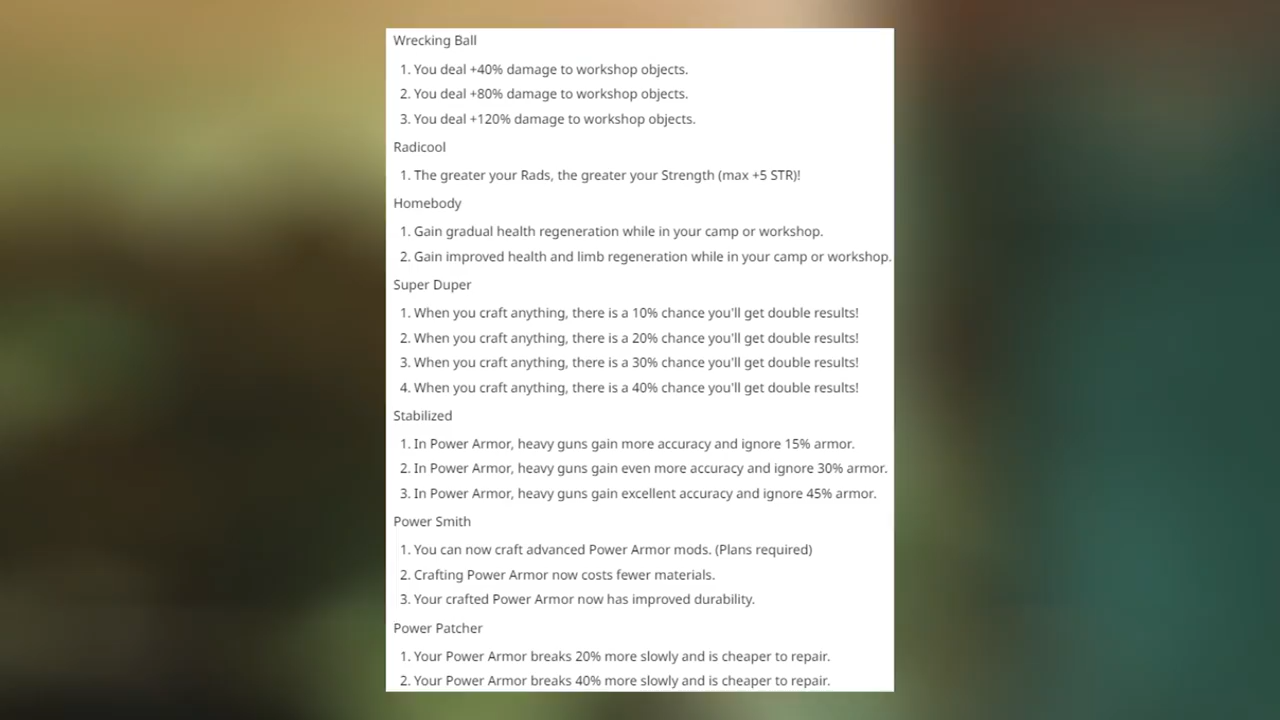 Wrecking Ball
1. You deal +40% damage to workshop objects.
2. You deal +80% damage to workshop objects.
3. You deal +120% damage to workshop objects.
Radicool
1. The greater your Rads, the greater your Strength (max +5 STR)!
Homebody
1. Gain gradual health regeneration while in your camp or workshop.
2. Gain improved health and limb regeneration while in your camp or workshop.
Super Duper
1. When you craft anything, there is a 10% chance you'll get double results!
2. When you craft anything, there is a 20% chance you'll get double results!
3. When you craft anything, there is a 30% chance you'll get double results!
4. When you craft anything, there is a 40% chance you'll get double results!
Stabilized
1. In Power Armor, heavy guns gain more accuracy and ignore 15% armor.
2. In Power Armor, heavy guns gain even more accuracy and ignore 30% armor.
3. In Power Armor, heavy guns gain excellent accuracy and ignore 45% armor.
Power Smith
1. You can now craft advanced Power Armor mods. (Plans required)
2. Crafting Power Armor now costs fewer materials.
3. Your crafted Power Armor now has improved durability.
Power Patcher
1. Your Power Armor breaks 20% more slowly and is cheaper to repair.
2. Your Power Armor breaks 40% more slowly and is cheaper to repair.